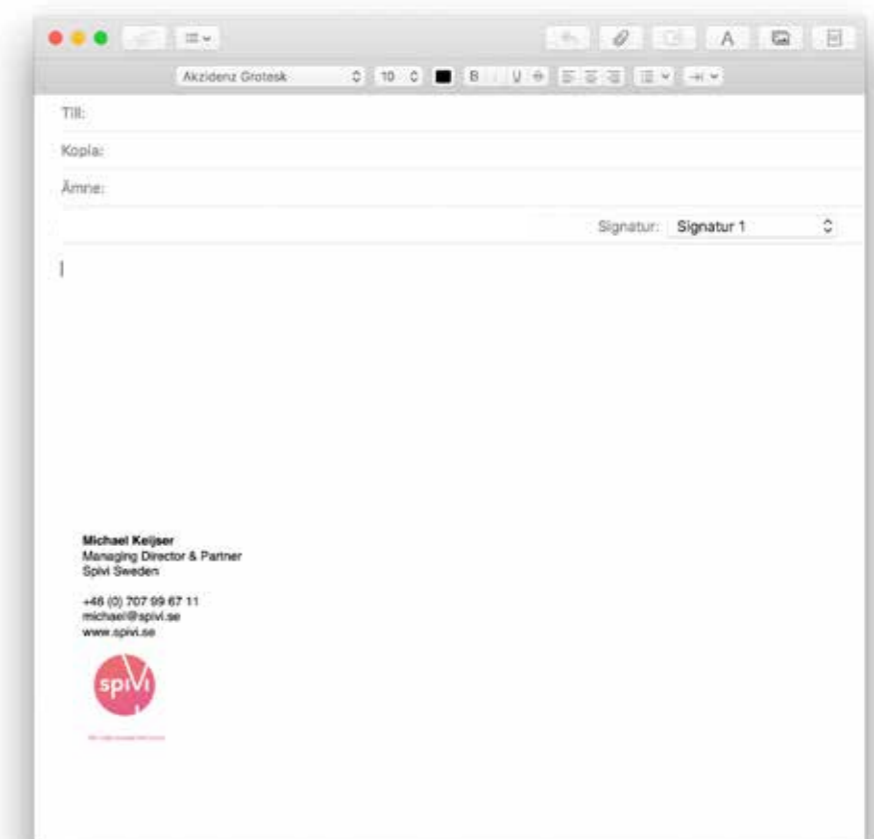 Akzidenz Grotesk 10 B U S A
Till:
Kopia:
Ämne:
Signatur: Signatur 1
Michael Keijser
Managing Director & Partner
Spivi Sweden
+46 (0) 707 99 67 11
michael@spivi.se
www.spivi.se
spiVi